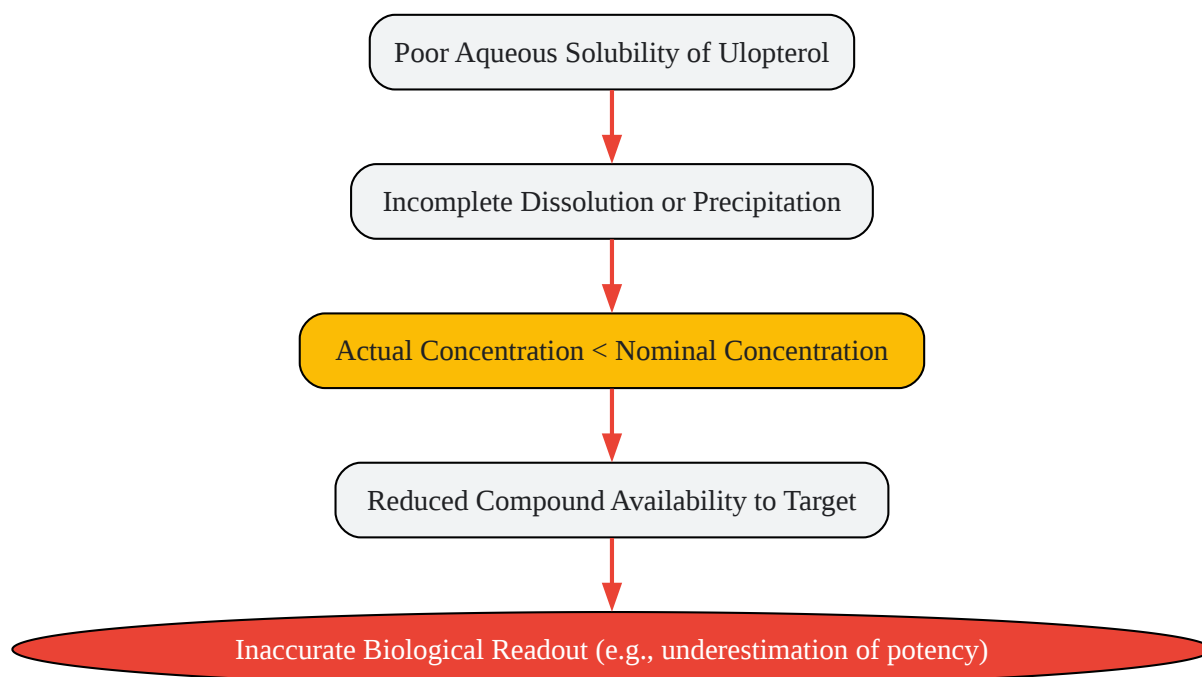 Poor Aqueous Solubility of Ulopterol
Incomplete Dissolution or Precipitation
Actual Concentration < Nominal Concentration
Reduced Compound Availability to Target
Inaccurate Biological Readout (e.g., underestimation of potency)